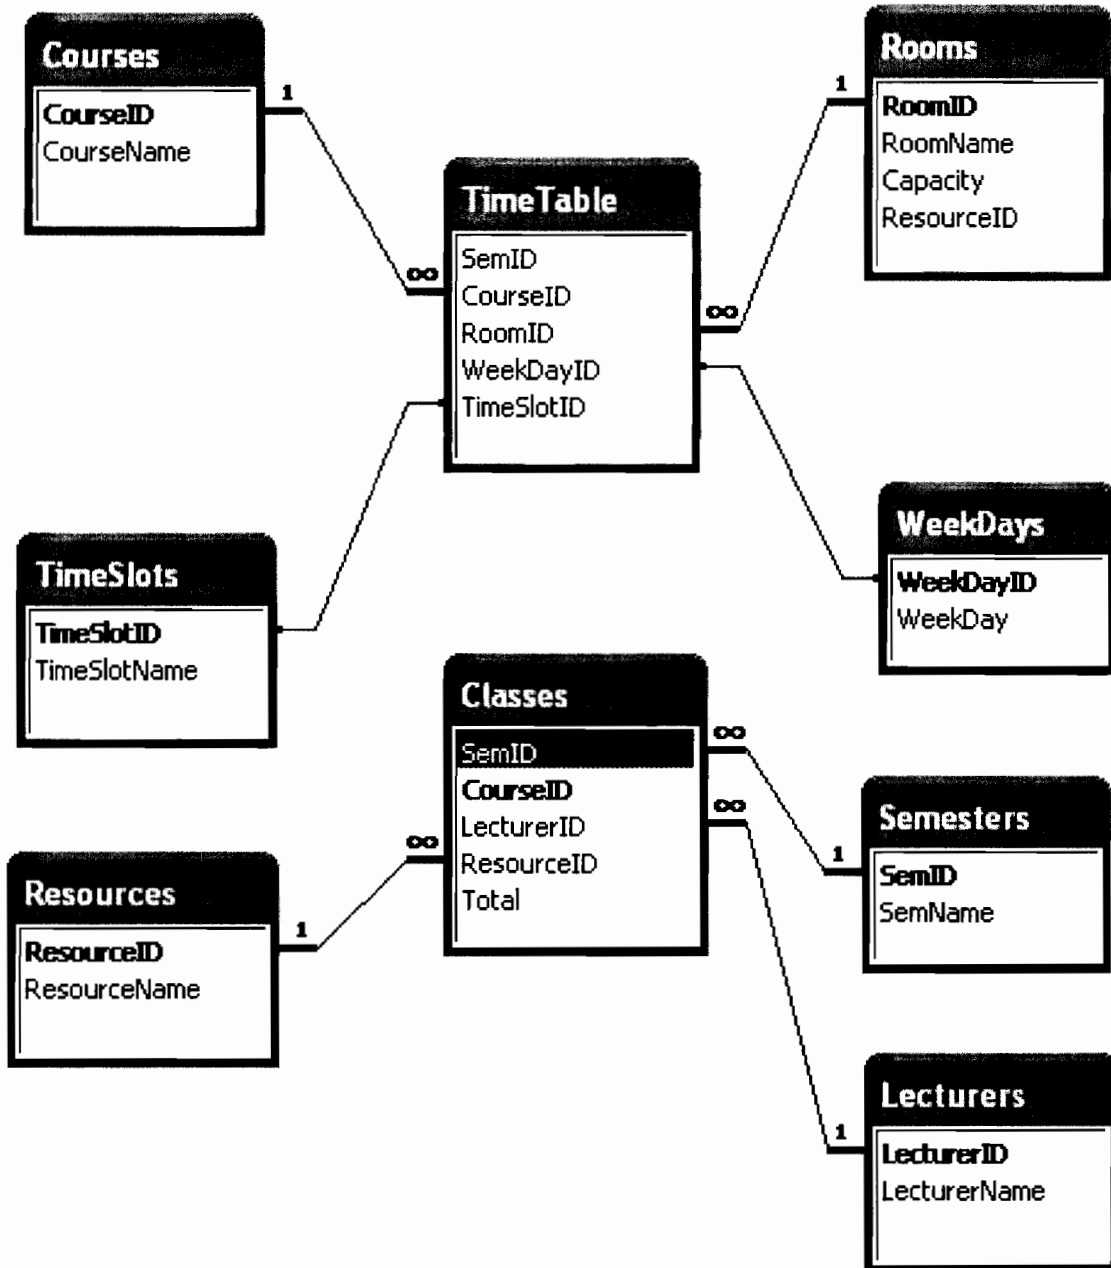 Courses
CourseID
CourseName
1
∞
TimeTable
SemID
CourseID
RoomID
WeekDayID
TimeSlotID
Rooms
RoomID
RoomName
Capacity
ResourceID
1
∞
TimeSlots
TimeSlotID
TimeSlotName
WeekDays
WeekDayID
WeekDay
Classes
SemID
CourseID
LecturerID
ResourceID
Total
∞
∞
∞
Resources
ResourceID
ResourceName
1
Semesters
SemID
SemName
1
Lecturers
LecturerID
LecturerName
1